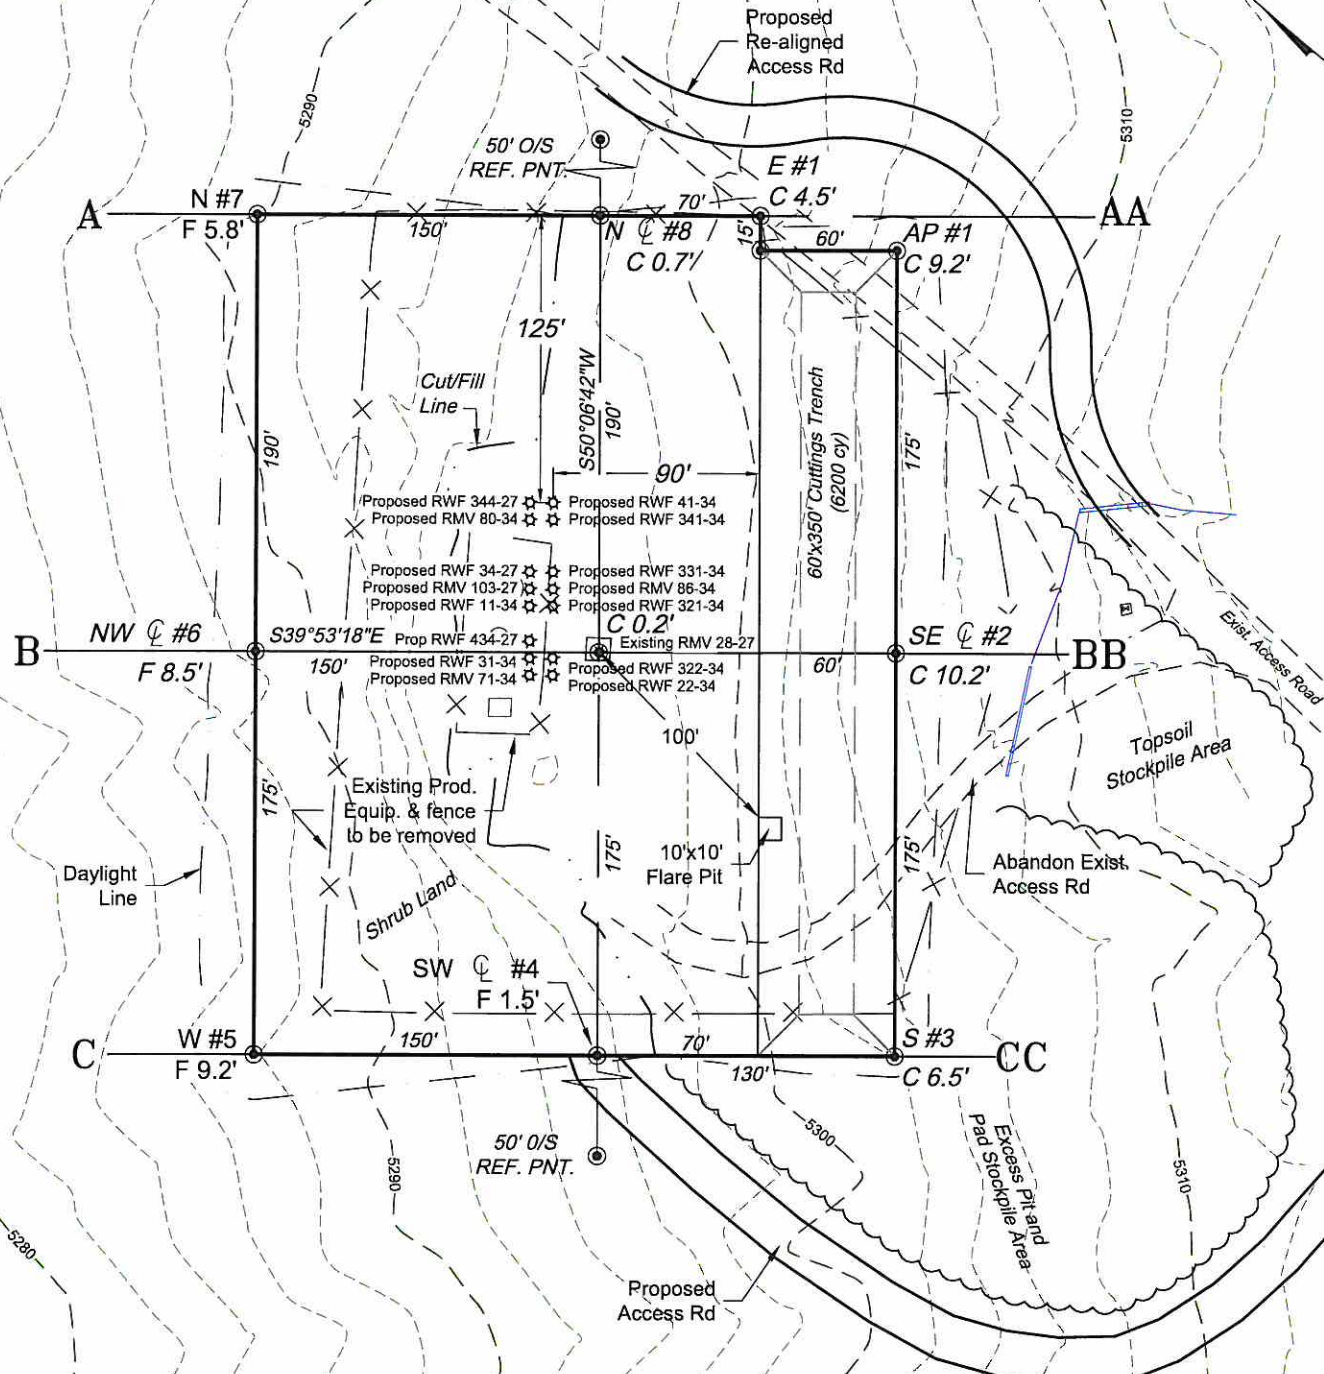 Proposed
Re-aligned
Access Rd
5290
5310
50' O/S
REF. PNT.
E #1
C 4.5'
N #7
F 5.8'
A
AA
70'
150'
N ℄ #8
C 0.7'
15'
60'
AP #1
C 9.2'
125'
Cut/Fill
Line
S50°06'42"W
190'
190'
90'
60'x350' Cuttings Trench
(6200 cy)
175'
Proposed RWF 344-27
Proposed RWF 41-34
Proposed RMV 80-34
Proposed RWF 341-34
Proposed RWF 34-27
Proposed RWF 331-34
Proposed RMV 103-27
Proposed RMV 86-34
Proposed RWF 11-34
Proposed RWF 321-34
C 0.2'
NW ℄ #6
F 8.5'
B
S39°53'18"E
150'
Prop RWF 434-27
Existing RMV 28-27
Proposed RWF 31-34
Proposed RWF 322-34
Proposed RMV 71-34
Proposed RWF 22-34
60'
SE ℄ #2
C 10.2'
BB
Exist. Access Road
100'
Topsoil
Stockpile Area
175'
Existing Prod.
Equip. & fence
to be removed
175'
10'x10'
Flare Pit
175'
Abandon Exist.
Access Rd
Daylight
Line
Shrub Land
SW ℄ #4
F 1.5'
W #5
F 9.2'
C
150'
70'
130'
S #3
C 6.5'
CC
50' 0/S
REF. PNT.
5300
5290
5310
5280
Excess Pit and
Pad Stockpile Area
Proposed
Access Rd